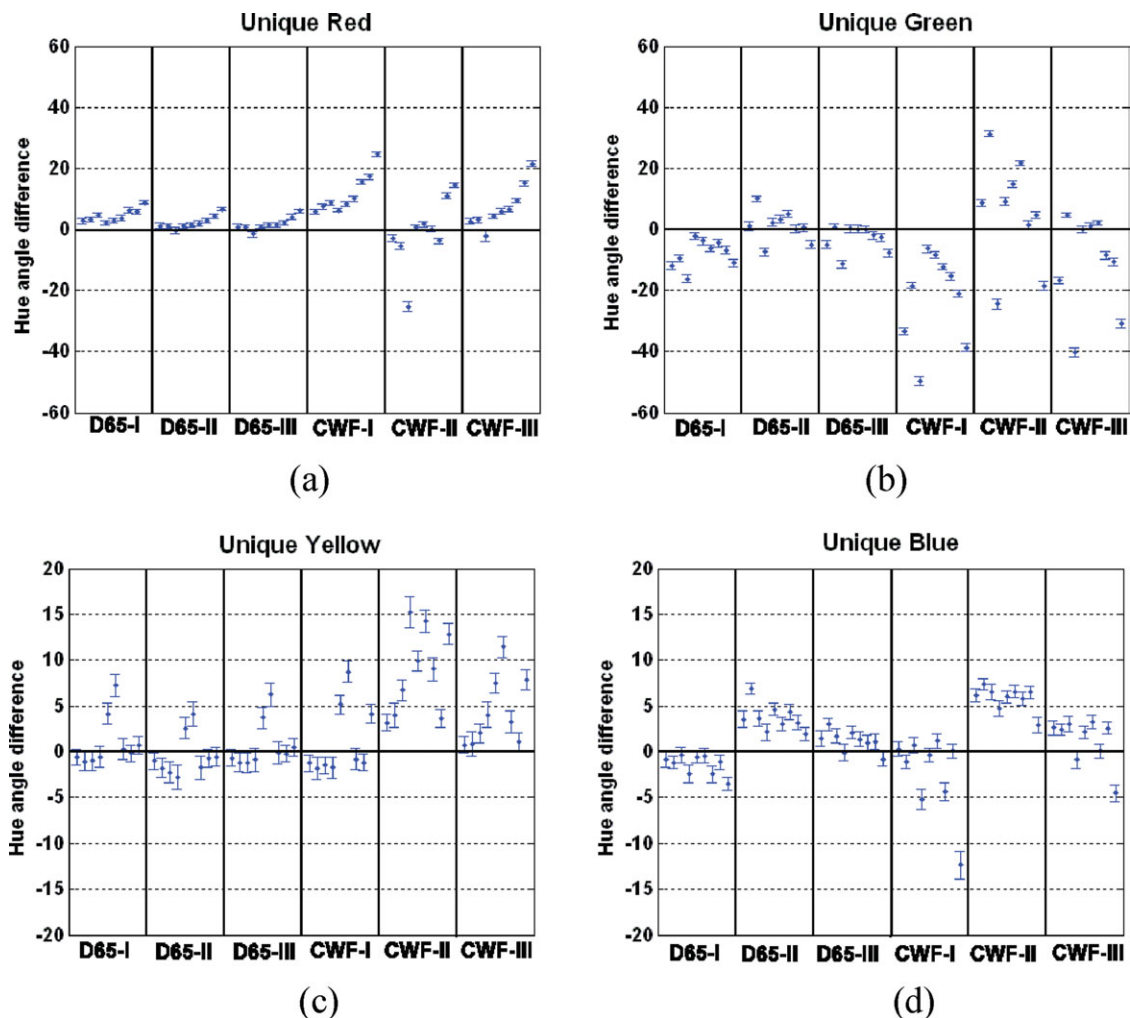 Unique Red
Hue angle difference
60
40
20
0
-20
-40
-60
D65-I D65-II D65-III CWF-I CWF-II CWF-III
(a)
Unique Green
Hue angle difference
60
40
20
0
-20
-40
-60
D65-I D65-II D65-III CWF-I CWF-II CWF-III
(b)
Unique Yellow
Hue angle difference
20
15
10
5
0
-5
-10
-15
-20
D65-I D65-II D65-III CWF-I CWF-II CWF-III
(c)
Unique Blue
Hue angle difference
20
15
10
5
0
-5
-10
-15
-20
D65-I D65-II D65-III CWF-I CWF-II CWF-III
(d)